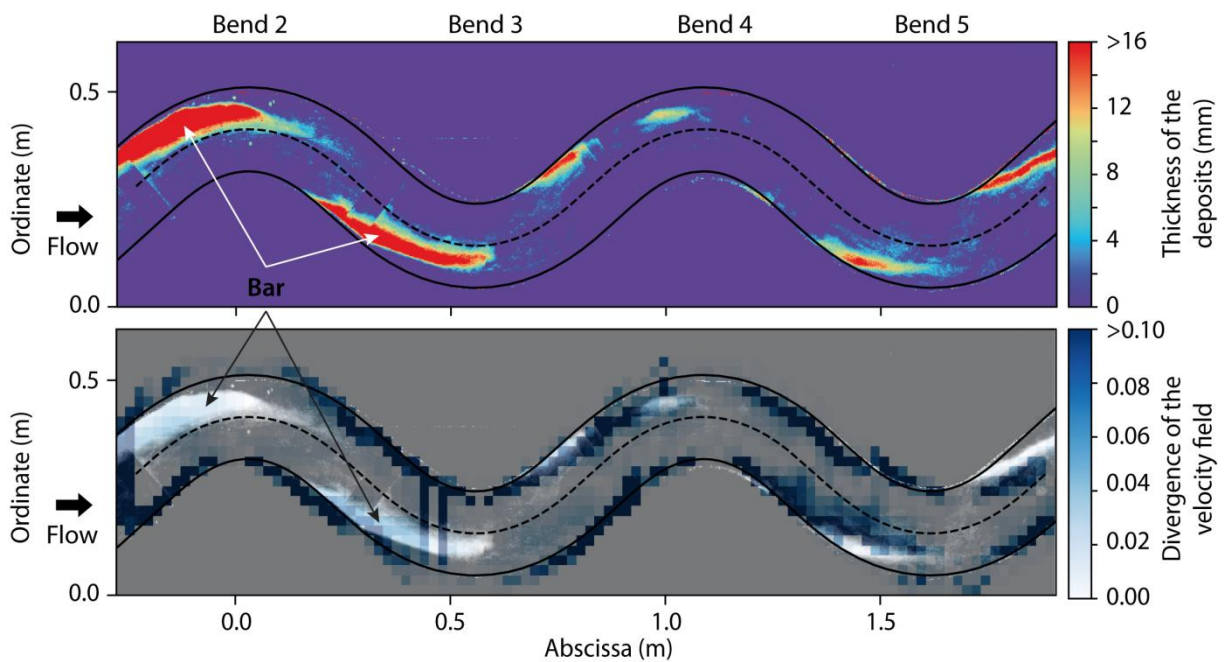 Bend 2 Bend 3 Bend 4 Bend 5
>16
0.5
12
8
4
0.0
0
Ordinate (m)
Flow
Thickness of the
deposits (mm)
Bar
>0.10
0.5
0.08
0.06
0.04
0.02
0.0
0.00
Ordinate (m)
Flow
Divergence of the
velocity field
0.0 0.5 1.0 1.5
Abscissa (m)